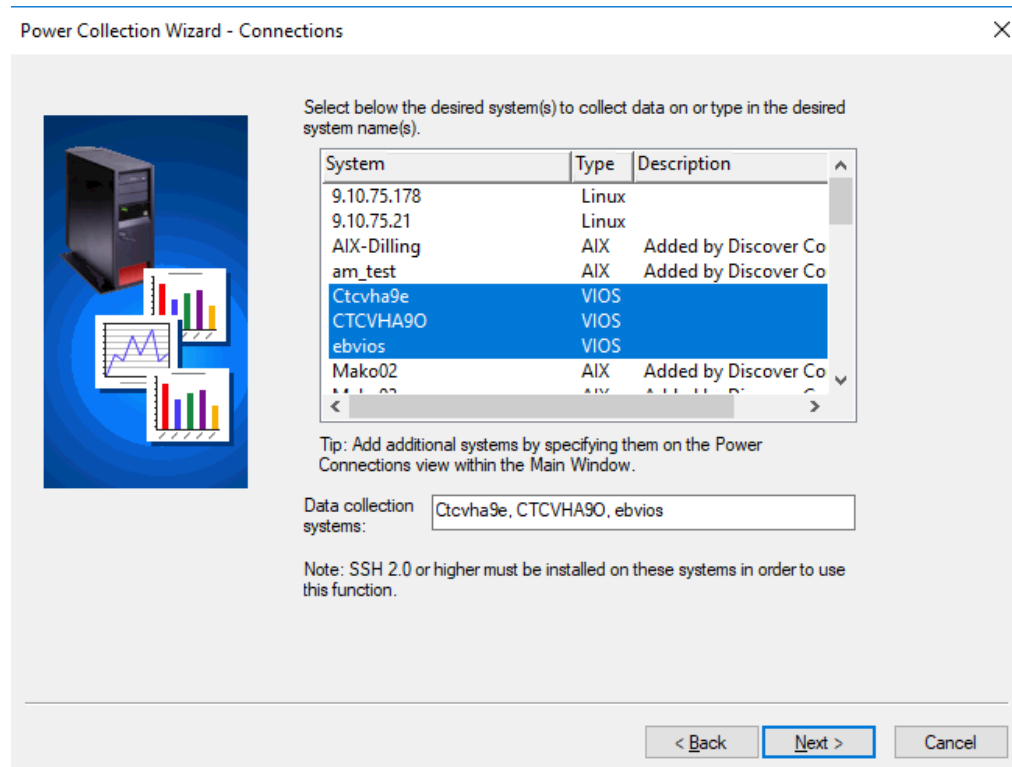 Power Collection Wizard - Connections
Select below the desired system(s) to collect data on or type in the desired
system name(s).
System Type Description
9.10.75.178 Linux
9.10.75.21 Linux
AIX-Dilling AIX Added by Discover Co
am_test AIX Added by Discover Co
Ctcvha9e VIOS
CTCVHA9O VIOS
ebvios VIOS
Mako02 AIX Added by Discover Co
Tip: Add additional systems by specifying them on the Power
Connections view within the Main Window.
Data collection
systems:
Ctcvha9e, CTCVHA9O, ebvios
Note: SSH 2.0 or higher must be installed on these systems in order to use
this function.
< Back Next > Cancel